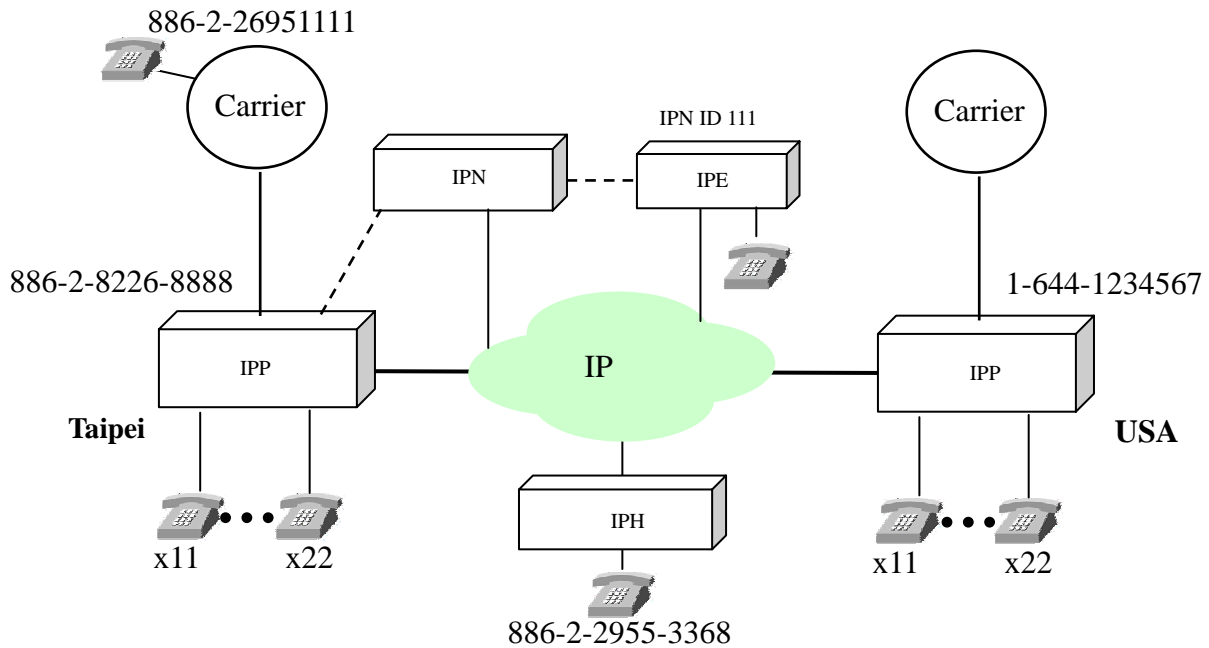 886-2-26951111
Carrier
Carrier
IPN ID 111
IPN
IPE
886-2-8226-8888
1-644-1234567
IPP
IP
IPP
Taipei
USA
IPH
x11
x22
x11
x22
886-2-2955-3368